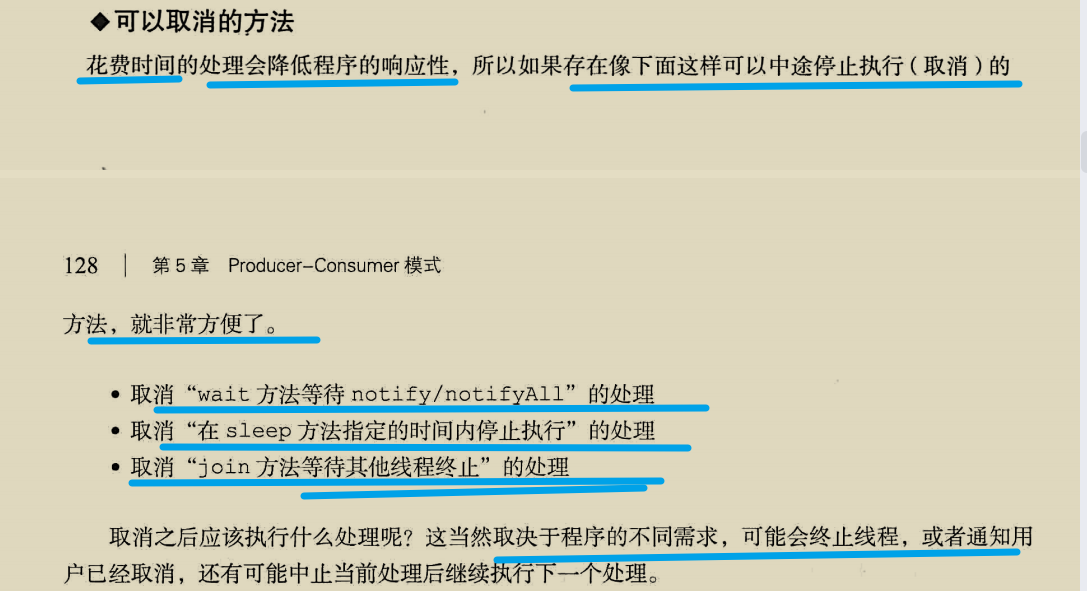 ◆可以取消的方法
花费时间的处理会降低程序的响应性，所以如果存在像下面这样可以中途停止执行（取消）的
128 | 第5章 Producer-Consumer 模式
方法，就非常方便了。
• 取消“wait 方法等待 notify/notifyAll”的处理
• 取消“在 sleep 方法指定的时间内停止执行”的处理
• 取消“join 方法等待其他线程终止”的处理
取消之后应该执行什么处理呢？这当然取决于程序的不同需求，可能会终止线程，或者通知用
户已经取消，还有可能中止当前处理后继续执行下一个处理。